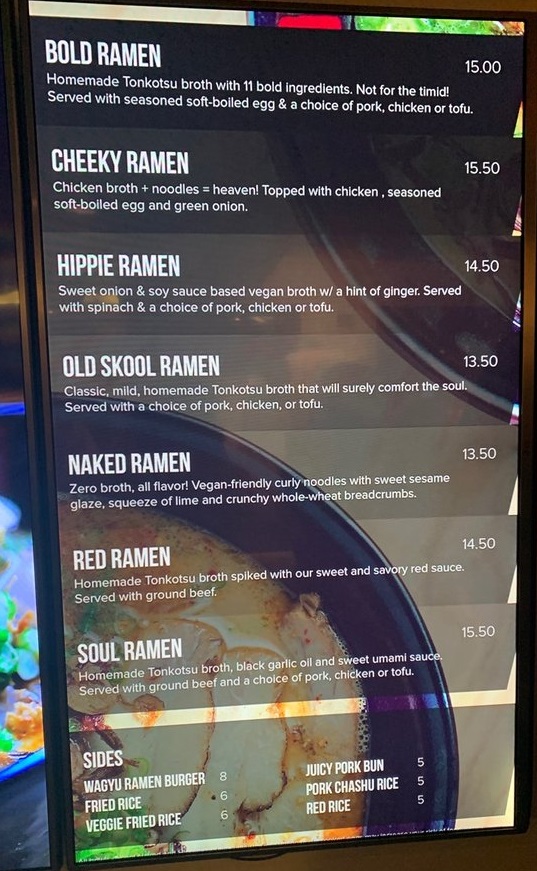 BOLD RAMEN 15.00
Homemade Tonkotsu broth with 11 bold ingredients. Not for the timid!
Served with seasoned soft-boiled egg & a choice of pork, chicken or tofu.
CHEEKY RAMEN 15.50
Chicken broth + noodles = heaven! Topped with chicken , seasoned
soft-boiled egg and green onion.
HIPPIE RAMEN 14.50
Sweet onion & soy sauce based vegan broth w/ a hint of ginger. Served
with spinach & a choice of pork, chicken or tofu.
OLD SKOOL RAMEN 13.50
Classic, mild, homemade Tonkotsu broth that will surely comfort the soul.
Served with a choice of pork, chicken, or tofu.
NAKED RAMEN 13.50
Zero broth, all flavor! Vegan-friendly curly noodles with sweet sesame
glaze, squeeze of lime and crunchy whole-wheat breadcrumbs.
RED RAMEN 14.50
Homemade Tonkotsu broth spiked with our sweet and savory red sauce.
Served with ground beef.
SOUL RAMEN 15.50
Homemade Tonkotsu broth, black garlic oil and sweet umami sauce.
Served with ground beef and a choice of pork, chicken or tofu.
SIDES
WAGYU RAMEN BURGER 8
FRIED RICE 6
VEGGIE FRIED RICE 6
JUICY PORK BUN 5
PORK CHASHU RICE 5
RED RICE 5